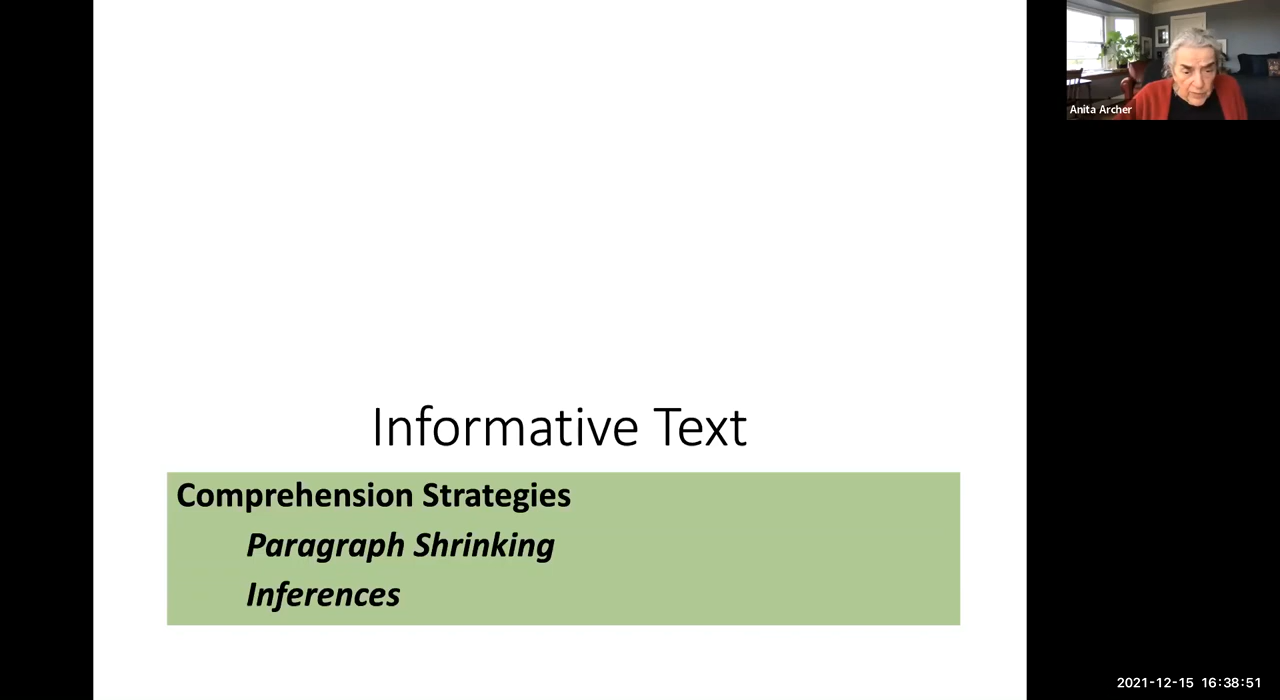 Anita Archer
Informative Text
Comprehension Strategies
Paragraph Shrinking
Inferences
2021-12-15 16:38:51